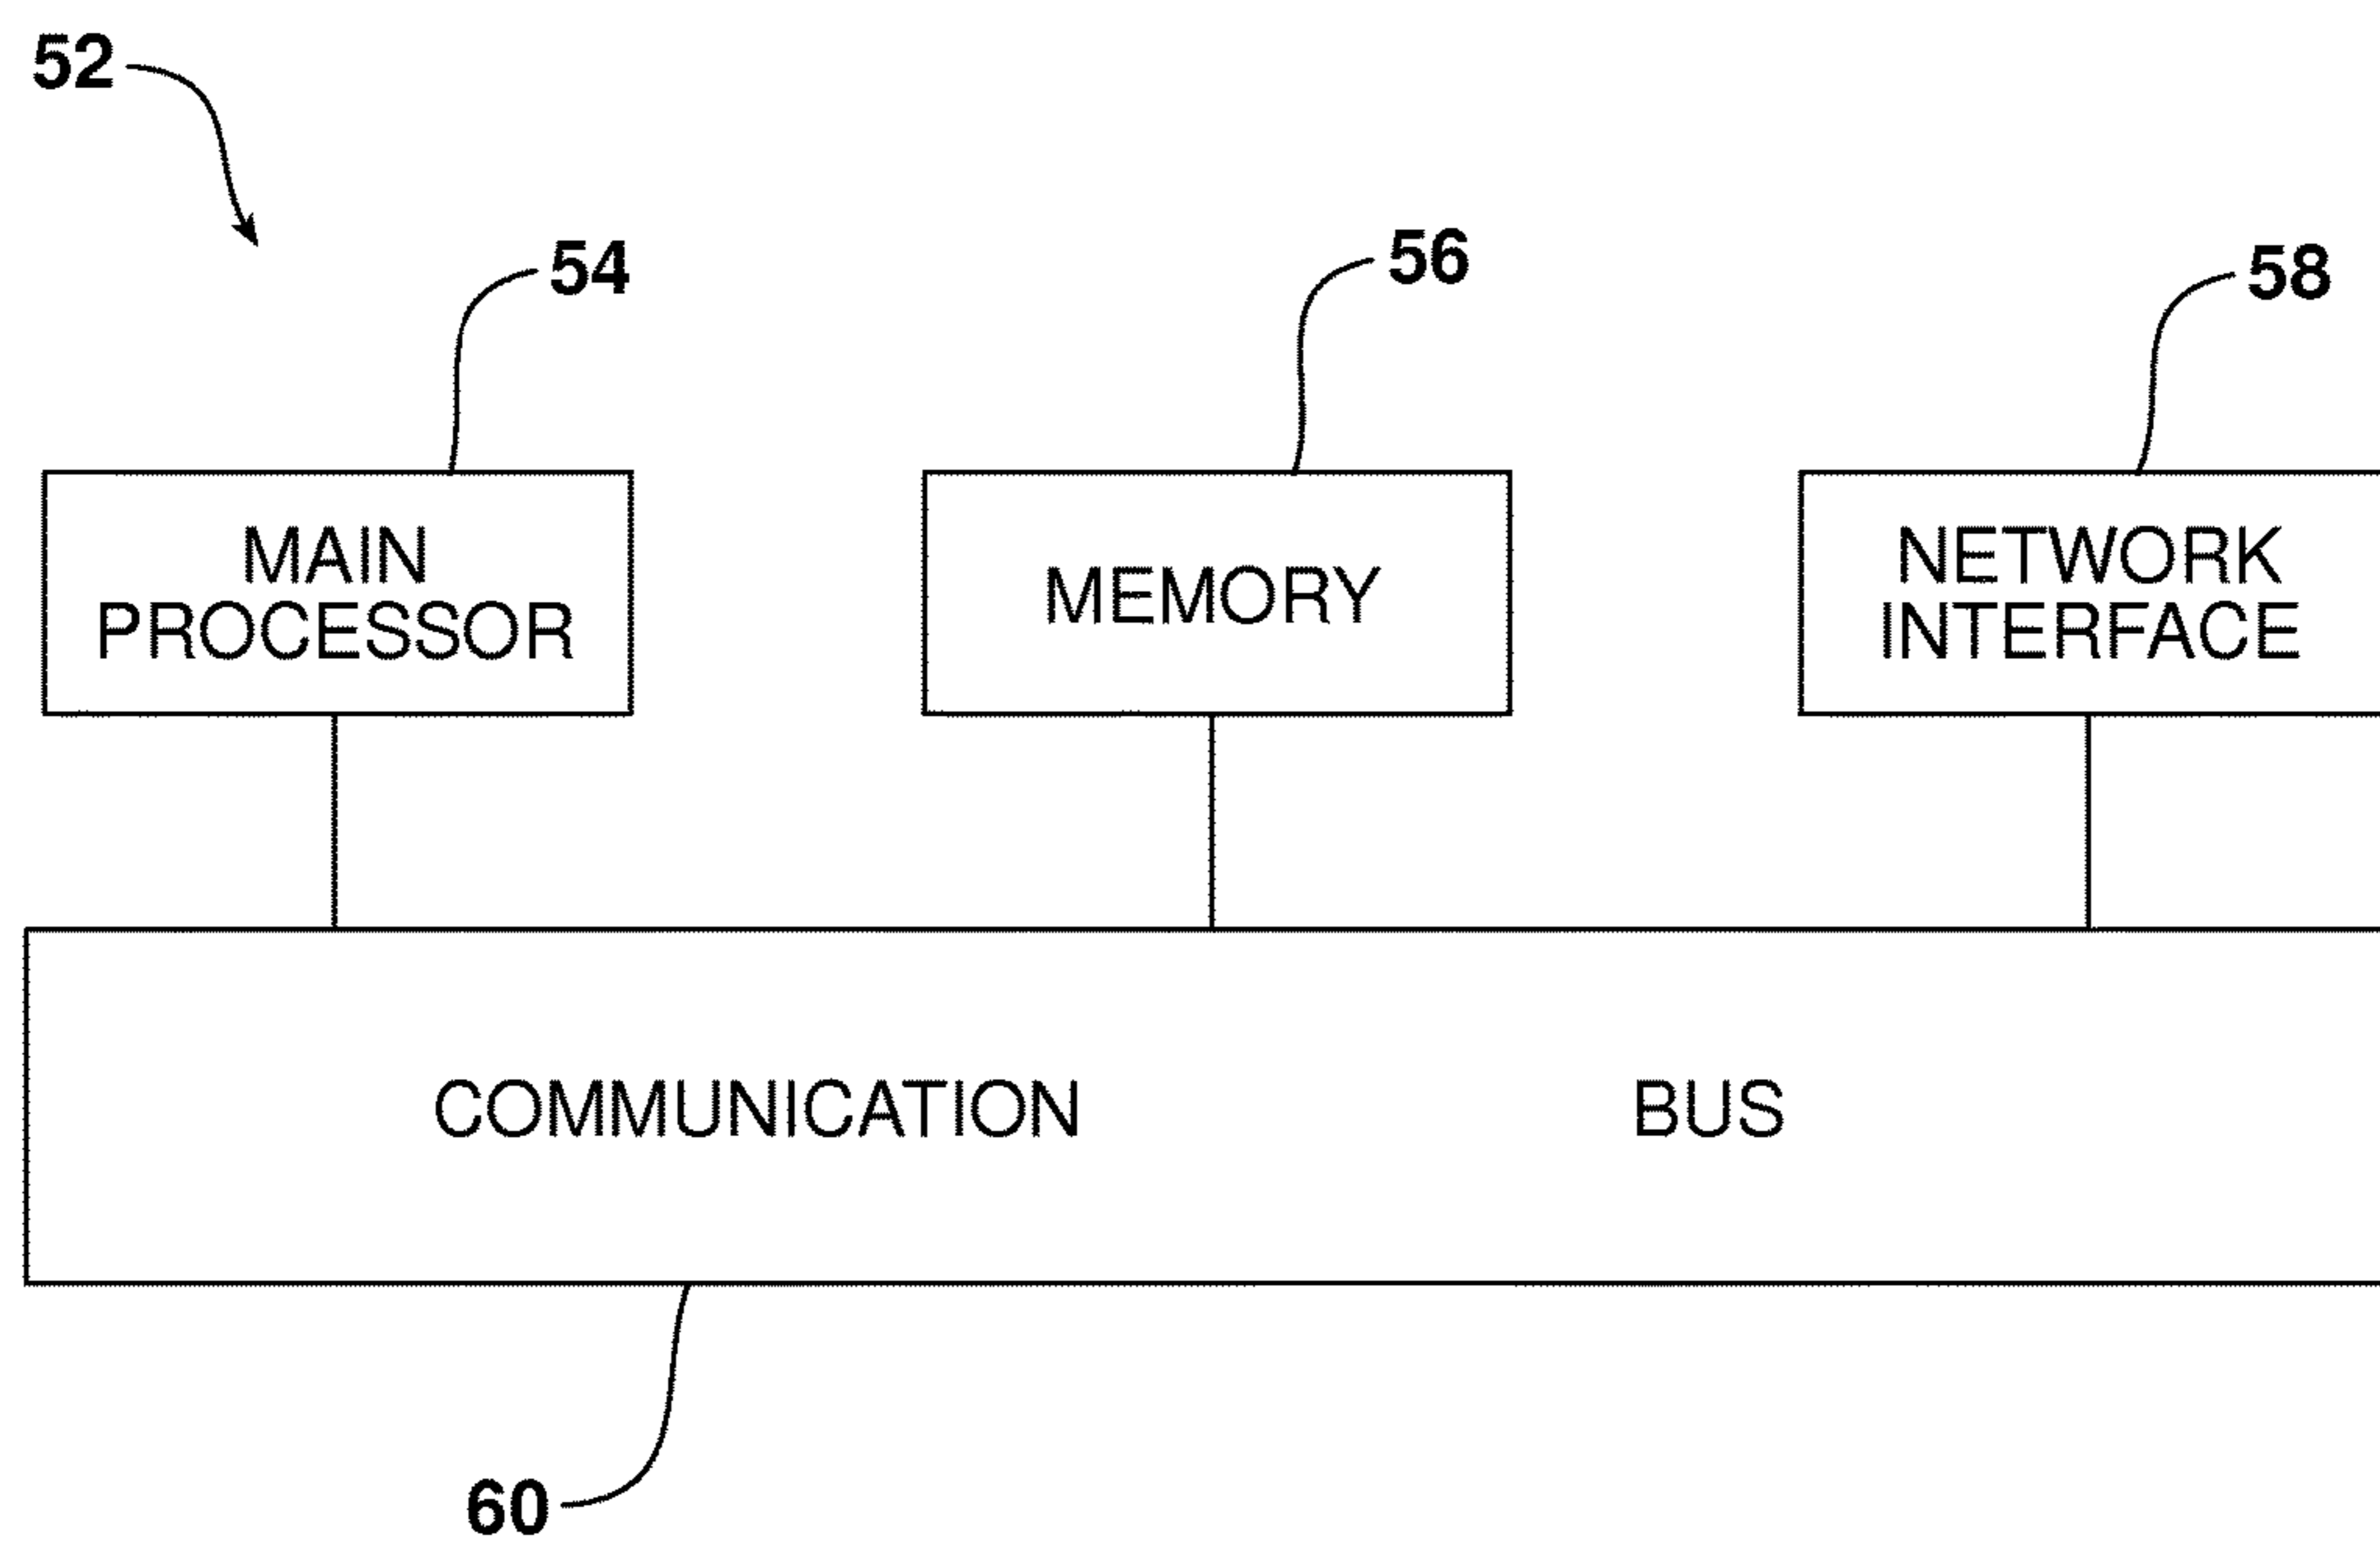 52
54
56
58
MAIN
PROCESSOR
MEMORY
NETWORK
INTERFACE
COMMUNICATION BUS
60